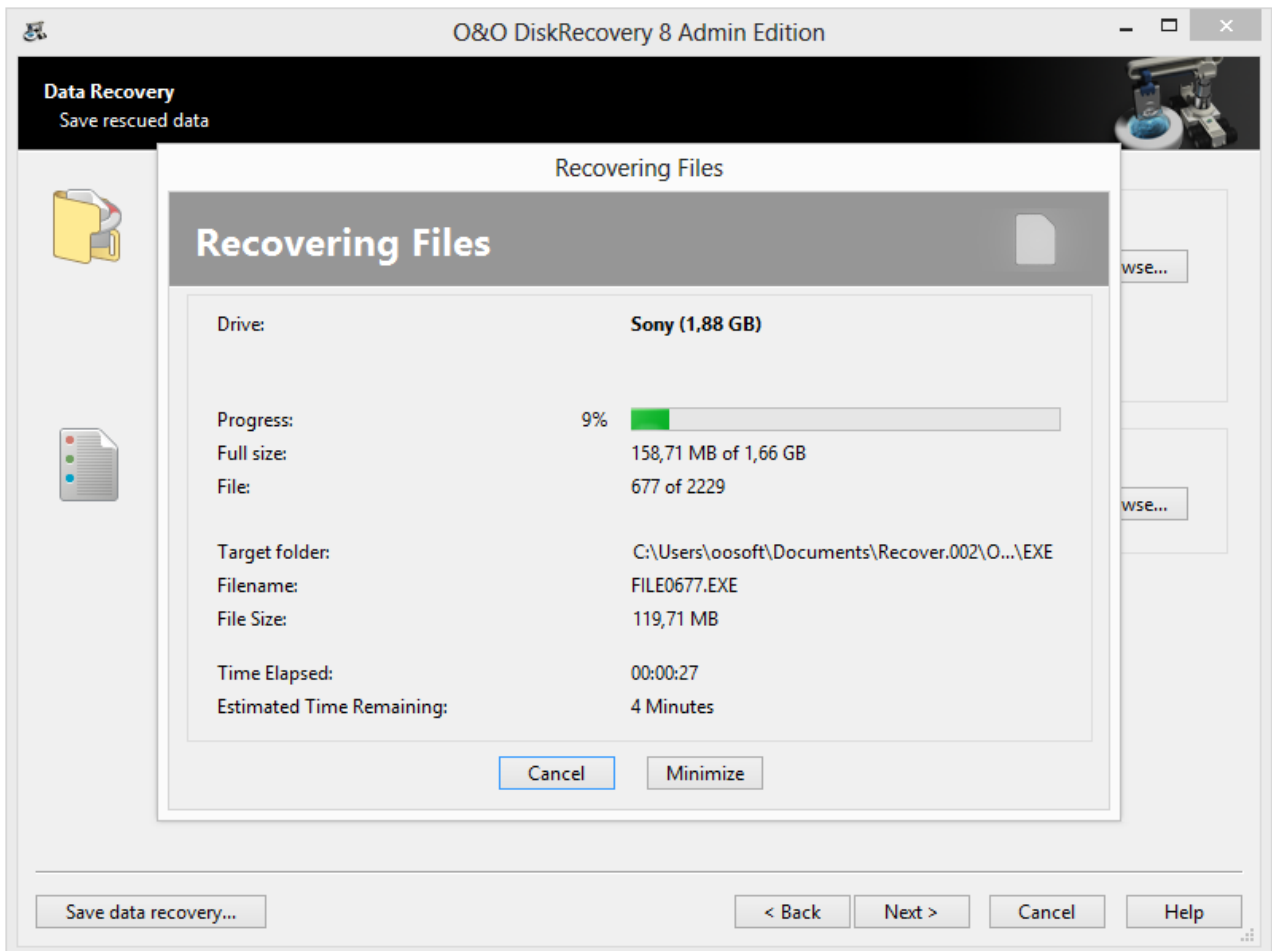 O&O DiskRecovery 8 Admin Edition
Data Recovery
Save rescued data
Recovering Files
Recovering Files
wse...
Drive: Sony (1,88 GB)
Progress: 9%
Full size: 158,71 MB of 1,66 GB
File: 677 of 2229
wse...
Target folder: C:\Users\oosoft\Documents\Recover.002\O...\EXE
Filename: FILE0677.EXE
File Size: 119,71 MB
Time Elapsed: 00:00:27
Estimated Time Remaining: 4 Minutes
Cancel Minimize
Save data recovery... < Back Next > Cancel Help